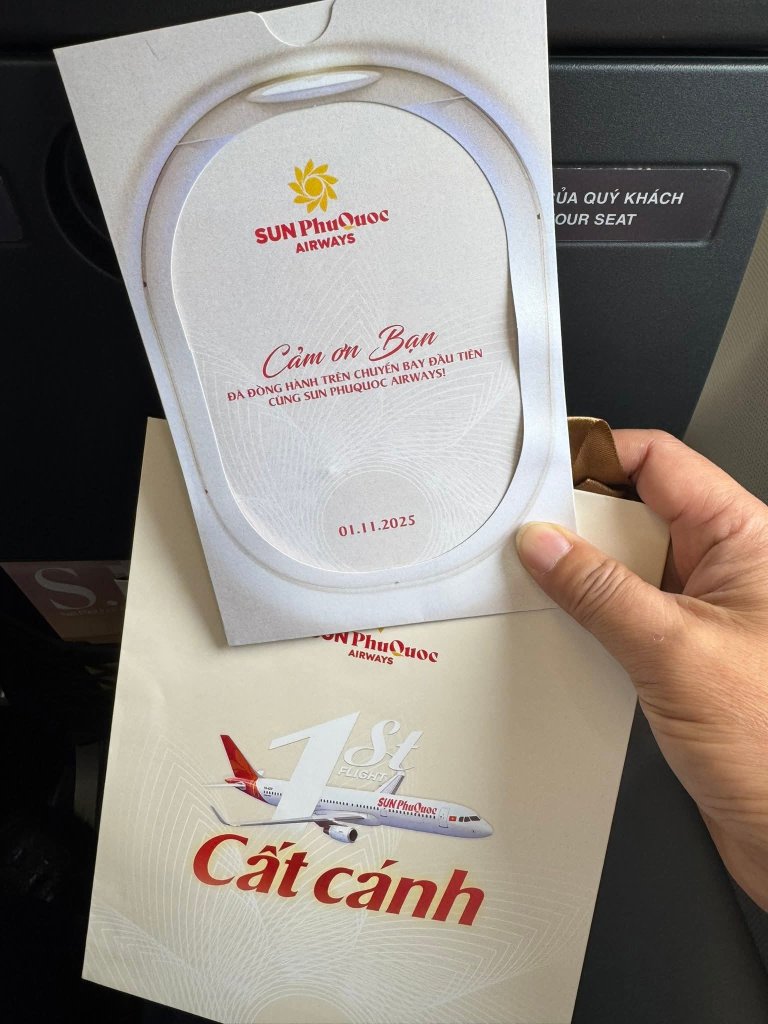 SUN PhuQuoc
AIRWAYS
Cảm ơn Bạn
ĐÃ ĐỒNG HÀNH TRÊN CHUYẾN BAY ĐẦU TIÊN
CÙNG SUN PHUQUOC AIRWAYS!
01.11.2025
CỦA QUÝ KHÁCH
OUR SEAT
S.
SUN PhuQuoc
AIRWAYS
1St
FLIGHT
SUN PhuQuoc
Cất cánh